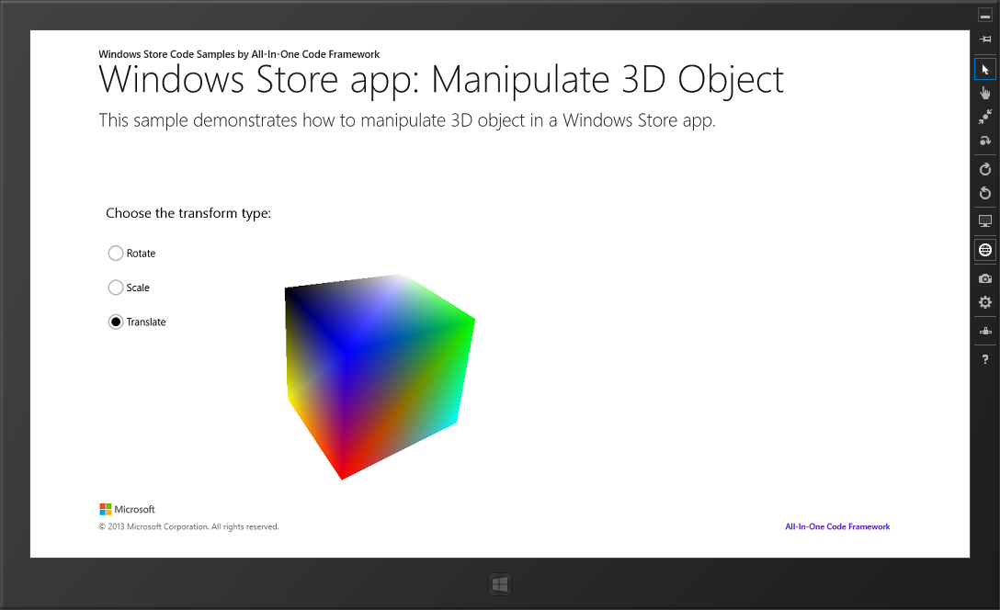 Windows Store Code Samples by All-In-One Code Framework
Windows Store app: Manipulate 3D Object
This sample demonstrates how to manipulate 3D object in a Windows Store app.
Choose the transform type:
Rotate
Scale
Translate
Microsoft
© 2013 Microsoft Corporation. All rights reserved.
All-In-One Code Framework
?